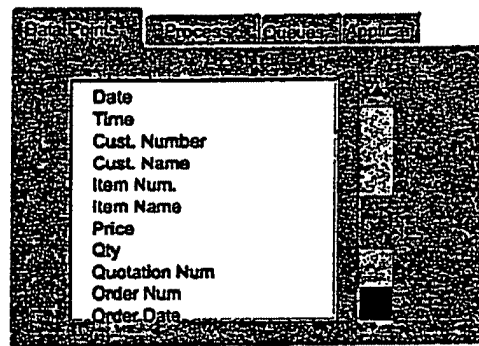 Data Points Process Queues Applicat
Date
Time
Cust. Number
Cust. Name
Item Num.
Item Name
Price
Qty
Quotation Num
Order Num
Order Date